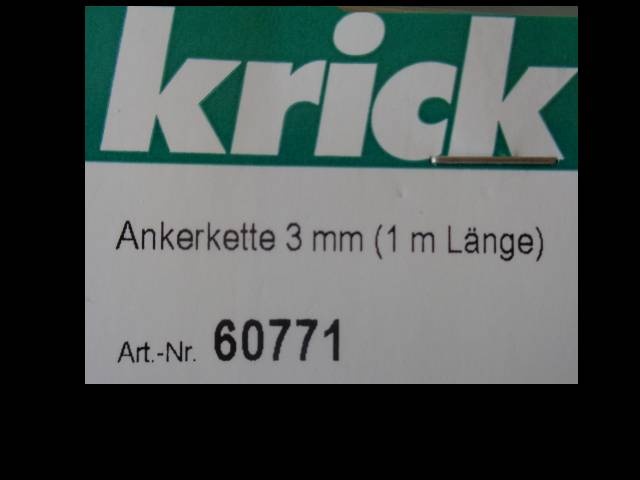 krick
Ankerkette 3 mm (1 m Länge)
Art.-Nr. 60771